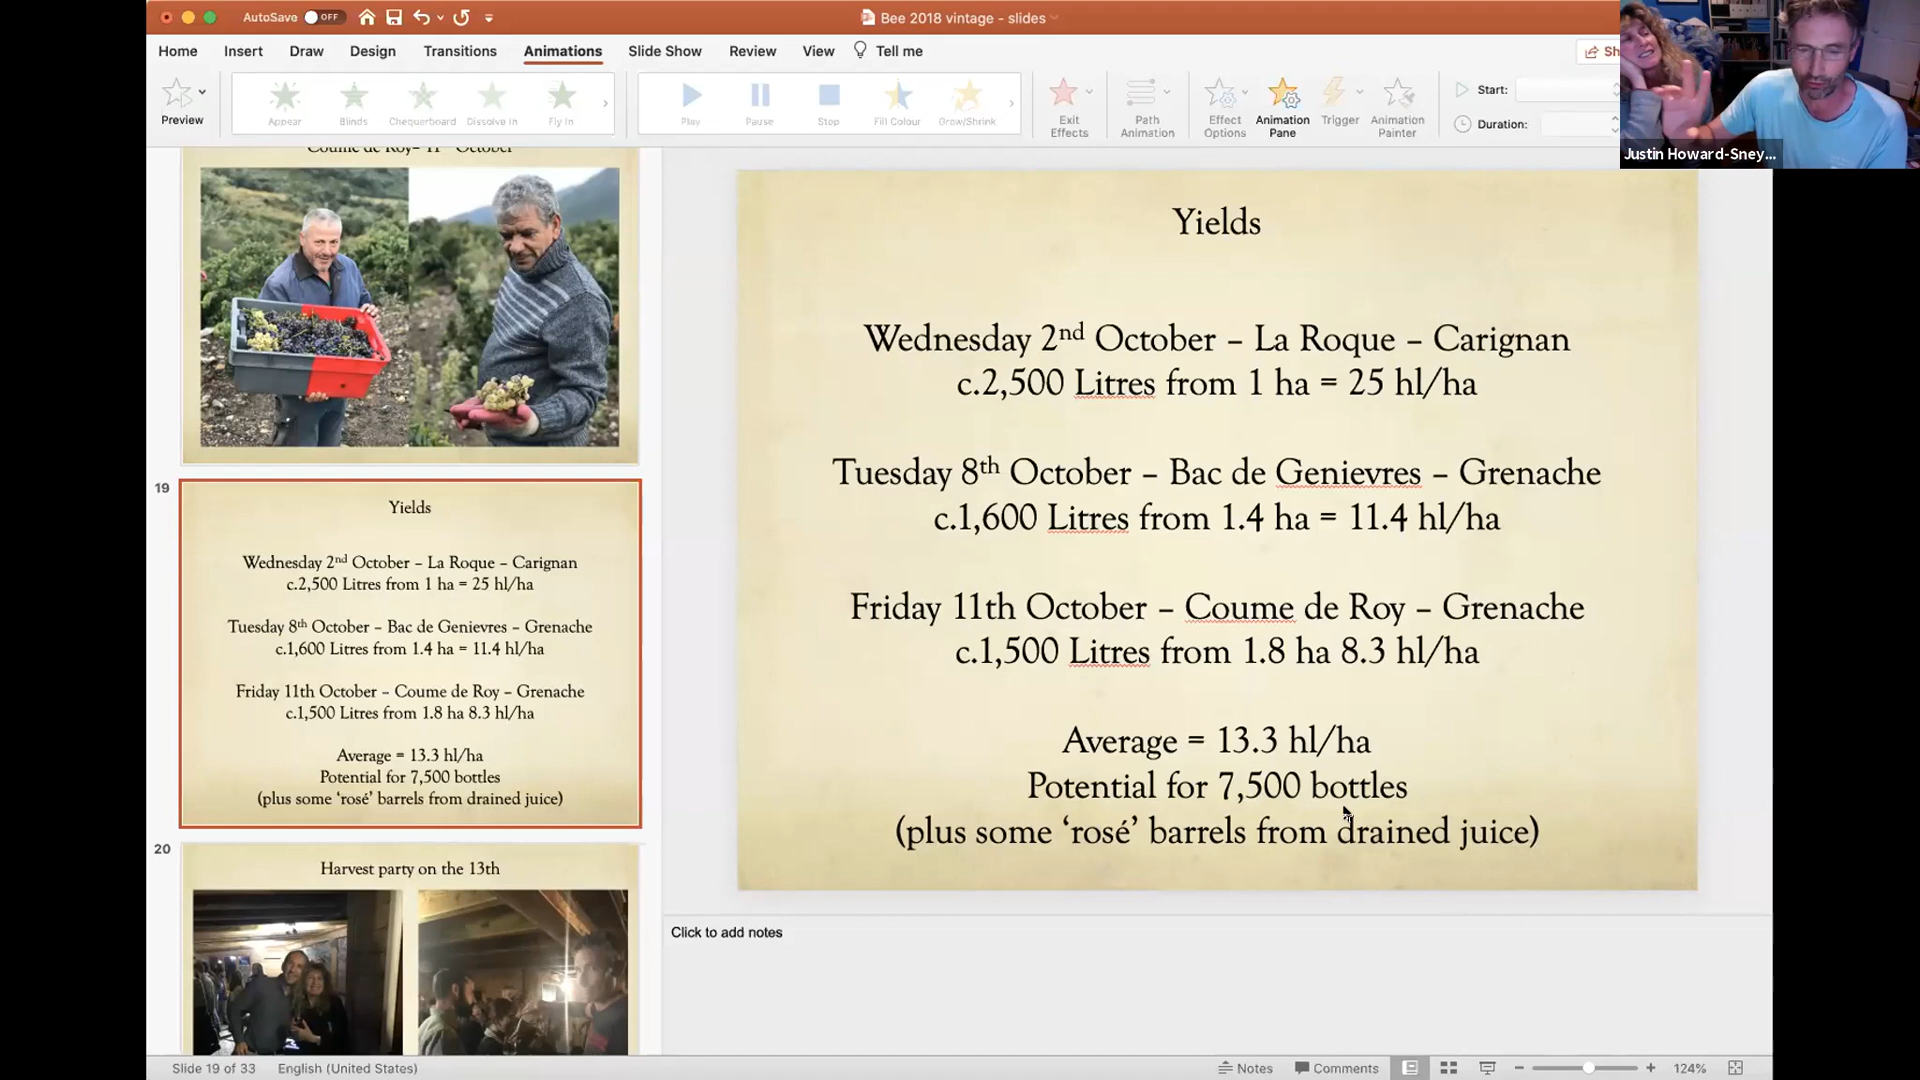 AutoSave OFF
Bee 2018 vintage - slides
Home Insert Draw Design Transitions Animations Slide Show Review View Tell me
Preview
Appear Blinds Chequerboard Dissolve In Fly In
Play Pause Stop Fill Colour Grow/Shrink
Exit Effects
Path Animation
Effect Options
Animation Pane
Trigger
Animation Painter
Start:
Duration:
Justin Howard-Sney...
Coume de Roy– 11th October
19
Yields
Wednesday 2nd October – La Roque – Carignan
c.2,500 Litres from 1 ha = 25 hl/ha
Tuesday 8th October – Bac de Genievres – Grenache
c.1,600 Litres from 1.4 ha = 11.4 hl/ha
Friday 11th October – Coume de Roy – Grenache
c.1,500 Litres from 1.8 ha 8.3 hl/ha
Average = 13.3 hl/ha
Potential for 7,500 bottles
(plus some ‘rosé’ barrels from drained juice)
20
Harvest party on the 13th
Yields
Wednesday 2nd October – La Roque – Carignan
c.2,500 Litres from 1 ha = 25 hl/ha
Tuesday 8th October – Bac de Genievres – Grenache
c.1,600 Litres from 1.4 ha = 11.4 hl/ha
Friday 11th October – Coume de Roy – Grenache
c.1,500 Litres from 1.8 ha 8.3 hl/ha
Average = 13.3 hl/ha
Potential for 7,500 bottles
(plus some ‘rosé’ barrels from drained juice)
Click to add notes
Slide 19 of 33 English (United States)
Notes Comments 124%